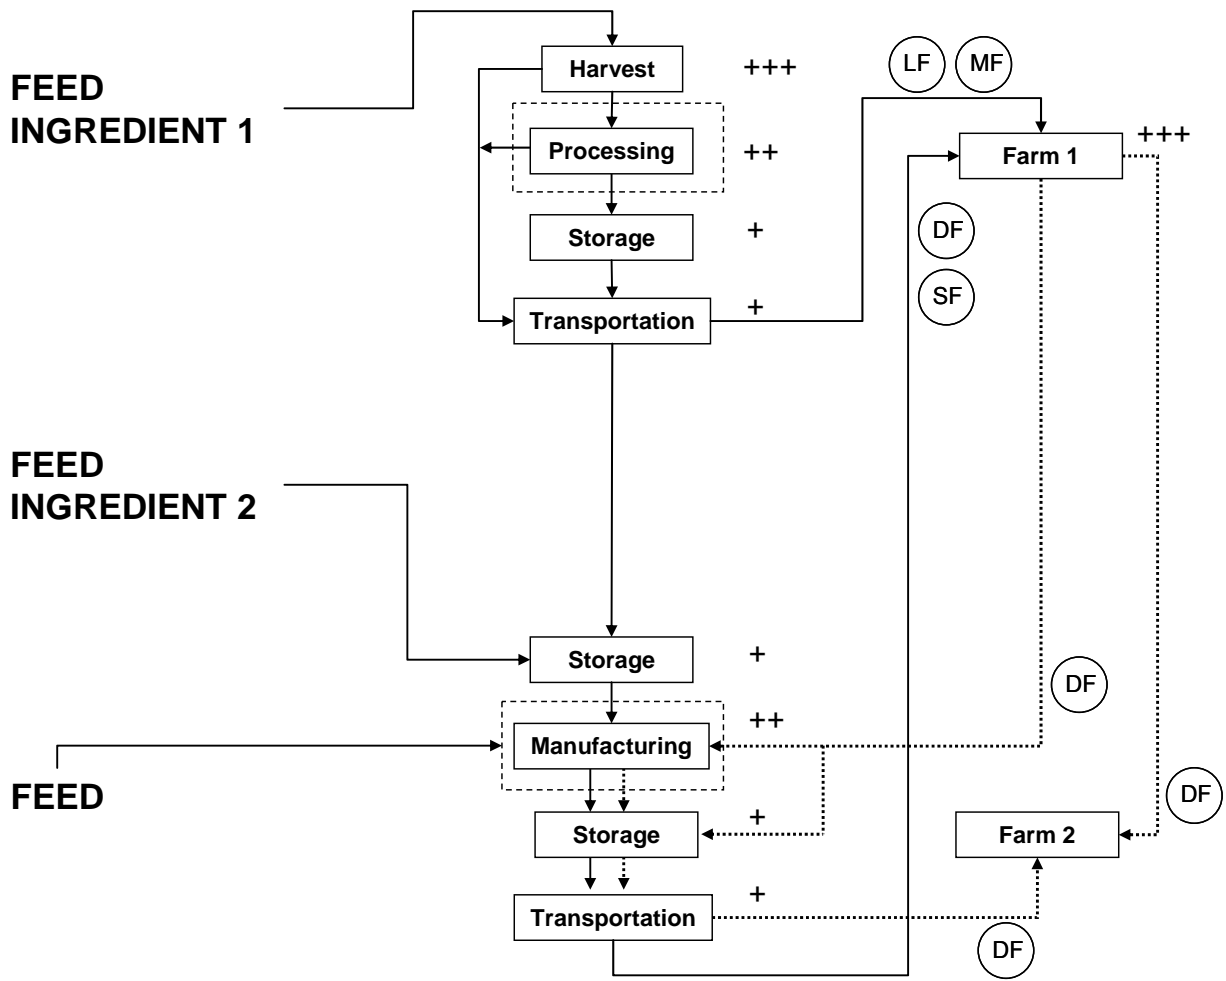 LF MF
Harvest +++
FEED
INGREDIENT 1
Farm 1 +++
Processing ++
Storage +
DF
SF
Transportation +
FEED
INGREDIENT 2
Storage +
DF
Manufacturing ++
FEED
DF
Storage +
Farm 2
Transportation +
DF